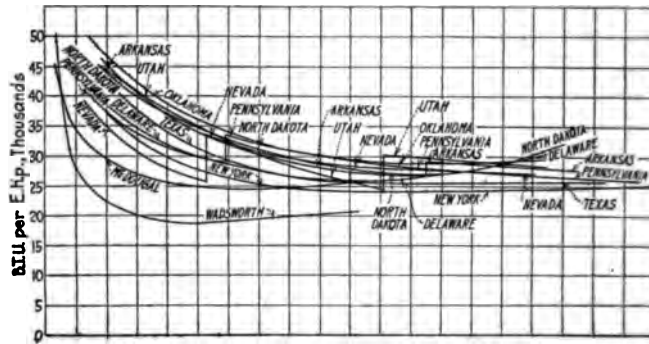 50
45
40
35
30
25
20
15
10
5
0
B.T.U. per E.Hp., Thousands
ARKANSAS
UTAH
NORTH DAKOTA
PENNSYLVANIA
DELAWARE
NEVADA
TEXAS
OKLAHOMA
NEVADA
PENNSYLVANIA
NORTH DAKOTA
McDOUGAL
NEW YORK
WADSWORTH
ARKANSAS
UTAH
NEVADA
UTAH
OKLAHOMA
PENNSYLVANIA
ARKANSAS
NORTH DAKOTA
DELAWARE
ARKANSAS
PENNSYLVANIA
NORTH
DAKOTA
NEW YORK
DELAWARE
NEVADA
TEXAS